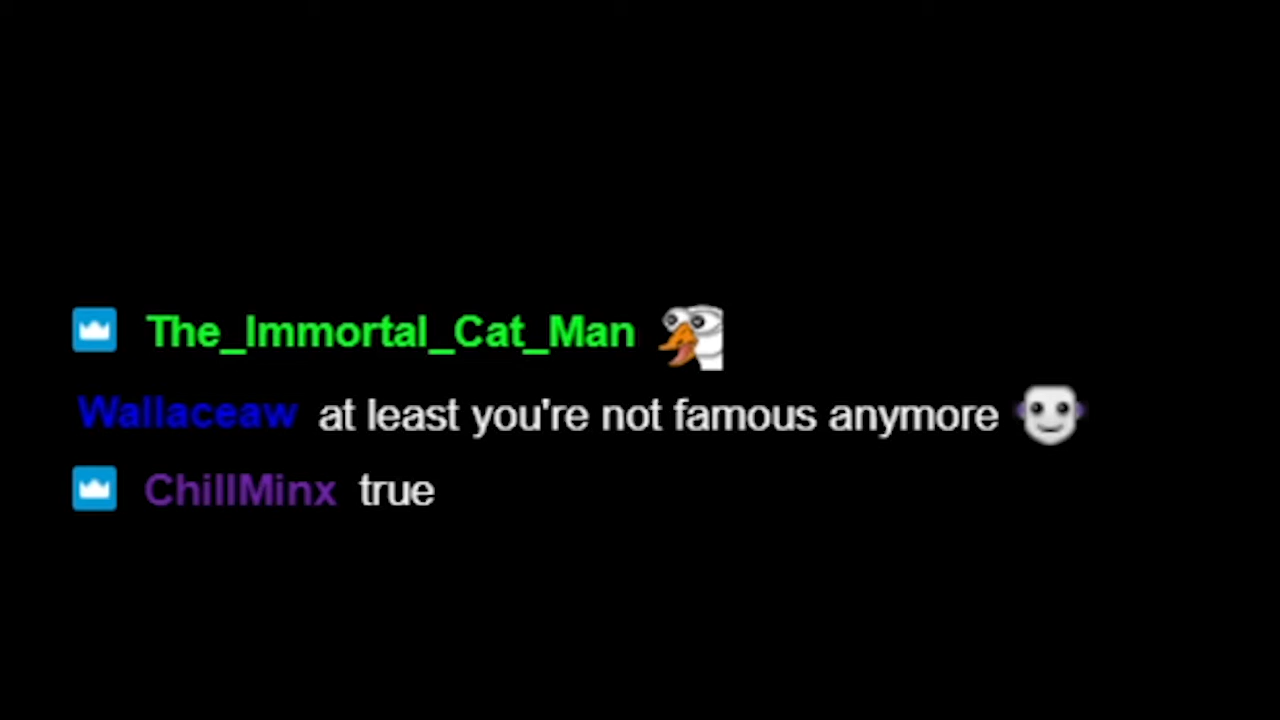 The_Immortal_Cat_Man
Wallaceaw at least you're not famous anymore
ChillMinx true